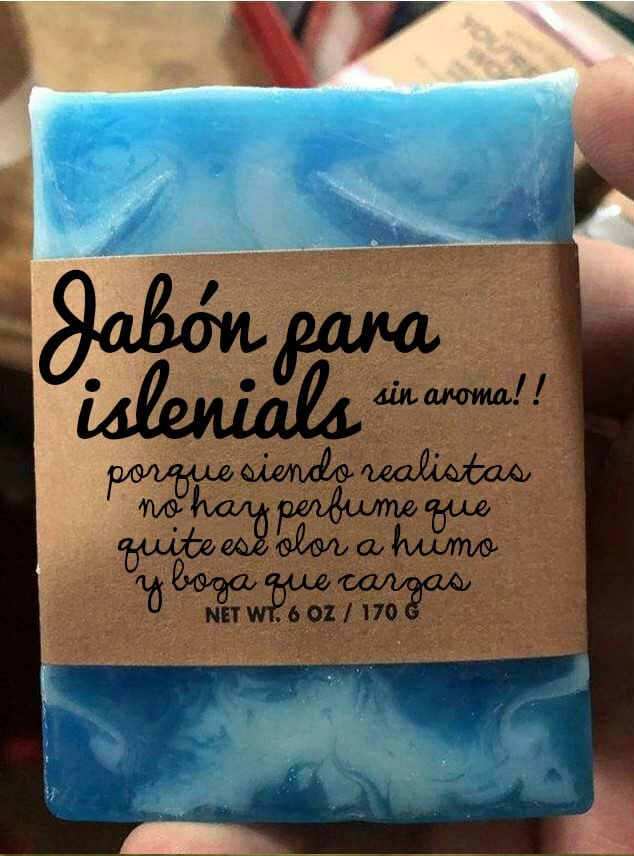 Jabón para
islenials sin aroma!!
porque siendo realistas
no hay perfume que
quite ese olor a humo
y boga que cargas
NET WT. 6 OZ / 170 G